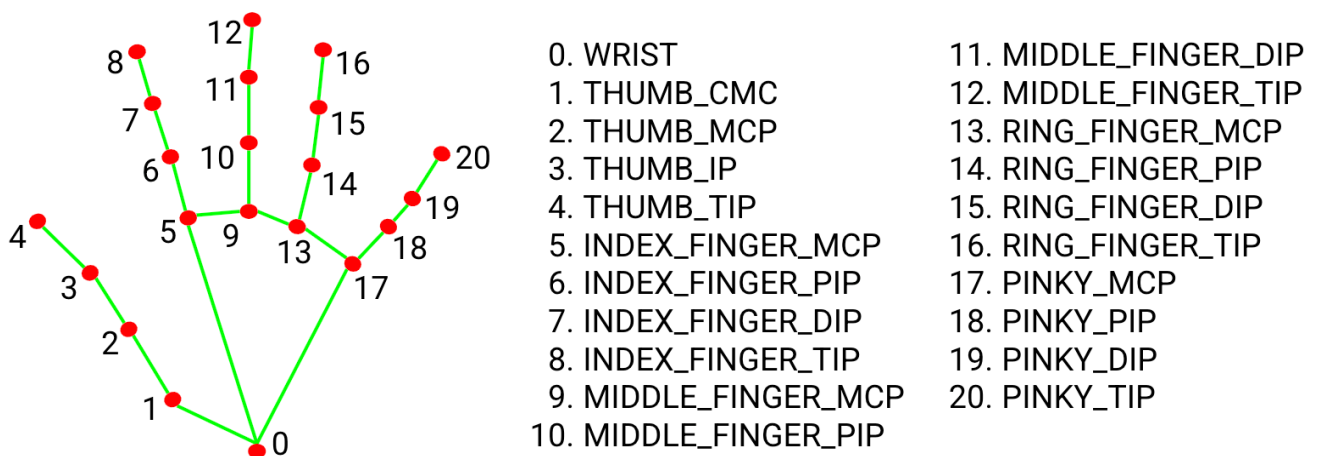 12
8
16
11
7
15
10
6
20
14
19
4
5
9
18
13
3
17
2
1
0
0. WRIST
1. THUMB_CMC
2. THUMB_MCP
3. THUMB_IP
4. THUMB_TIP
5. INDEX_FINGER_MCP
6. INDEX_FINGER_PIP
7. INDEX_FINGER_DIP
8. INDEX_FINGER_TIP
9. MIDDLE_FINGER_MCP
10. MIDDLE_FINGER_PIP
11. MIDDLE_FINGER_DIP
12. MIDDLE_FINGER_TIP
13. RING_FINGER_MCP
14. RING_FINGER_PIP
15. RING_FINGER_DIP
16. RING_FINGER_TIP
17. PINKY_MCP
18. PINKY_PIP
19. PINKY_DIP
20. PINKY_TIP